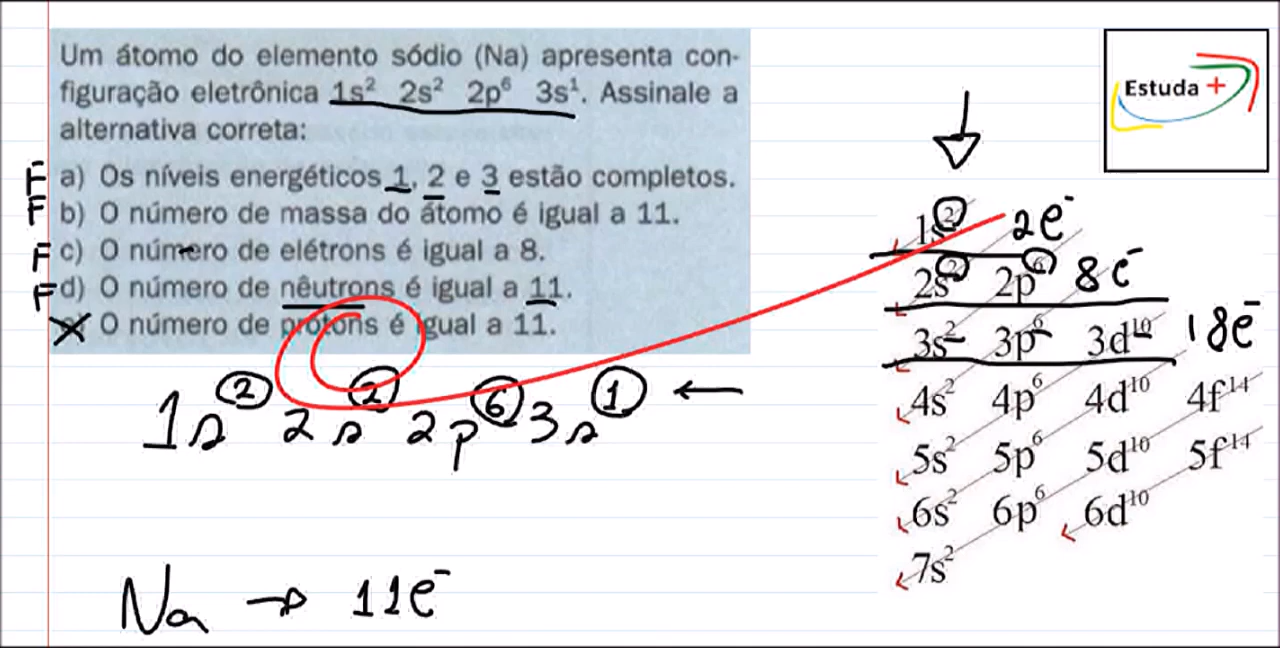 Um átomo do elemento sódio (Na) apresenta con-
figuração eletrônica 1s² 2s² 2p⁶ 3s¹. Assinale a
alternativa correta:
F a) Os níveis energéticos 1, 2 e 3 estão completos.
F b) O número de massa do átomo é igual a 11.
F c) O número de elétrons é igual a 8.
F d) O número de nêutrons é igual a 11.
X e) O número de prótons é igual a 11.
1s² 2s² 2p⁶ 3s¹ ←
Na → 11e⁻
Estuda +
1s² 2e⁻
2s² 2p⁶ 8e⁻
3s² 3p⁶ 3d¹⁰ 18e⁻
4s² 4p⁶ 4d¹⁰ 4f¹⁴
5s² 5p⁶ 5d¹⁰ 5f¹⁴
6s² 6p⁶ 6d¹⁰
7s²